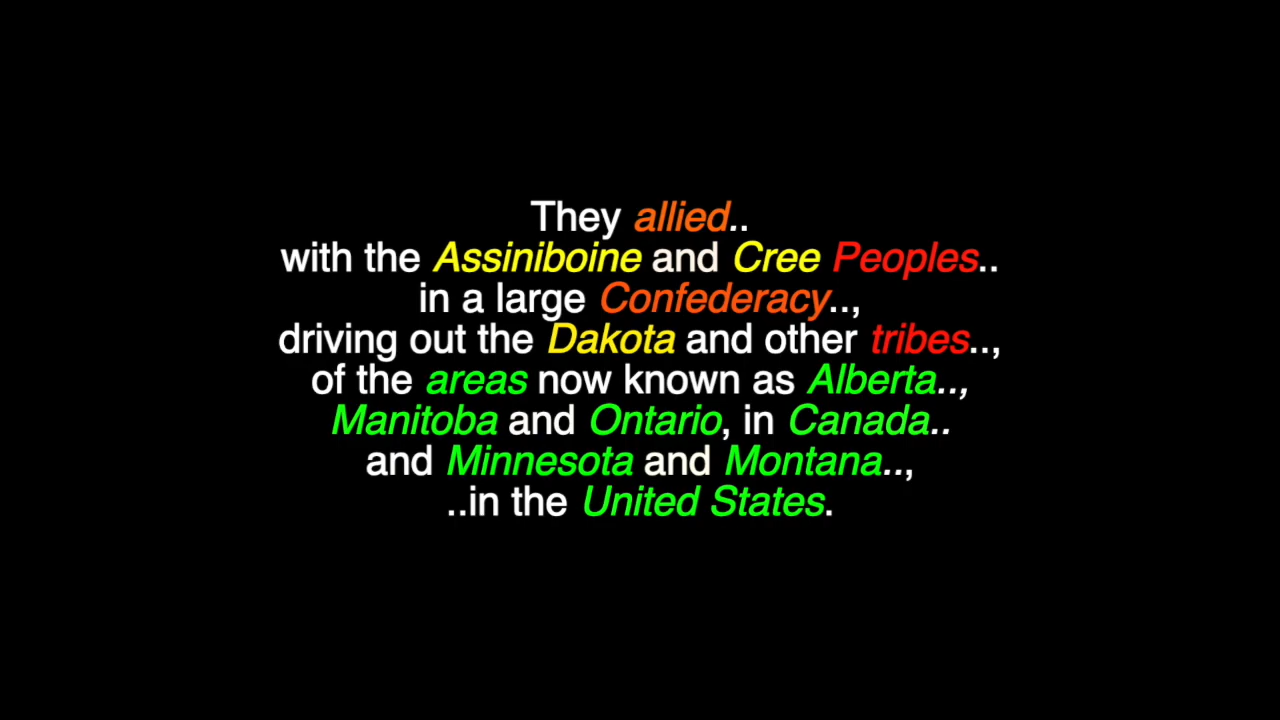 They allied..
with the Assiniboine and Cree Peoples..
in a large Confederacy..,
driving out the Dakota and other tribes..,
of the areas now known as Alberta..,
Manitoba and Ontario, in Canada..
and Minnesota and Montana..,
..in the United States.